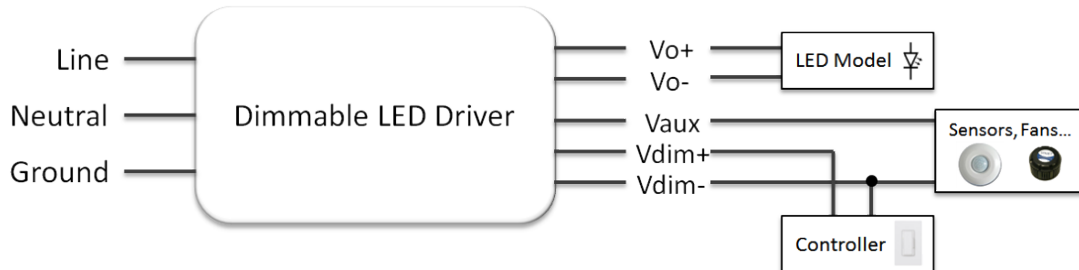 Line
Neutral
Ground
Dimmable LED Driver
Vo+
Vo-
Vaux
Vdim+
Vdim-
LED Model
Sensors, Fans...
Controller